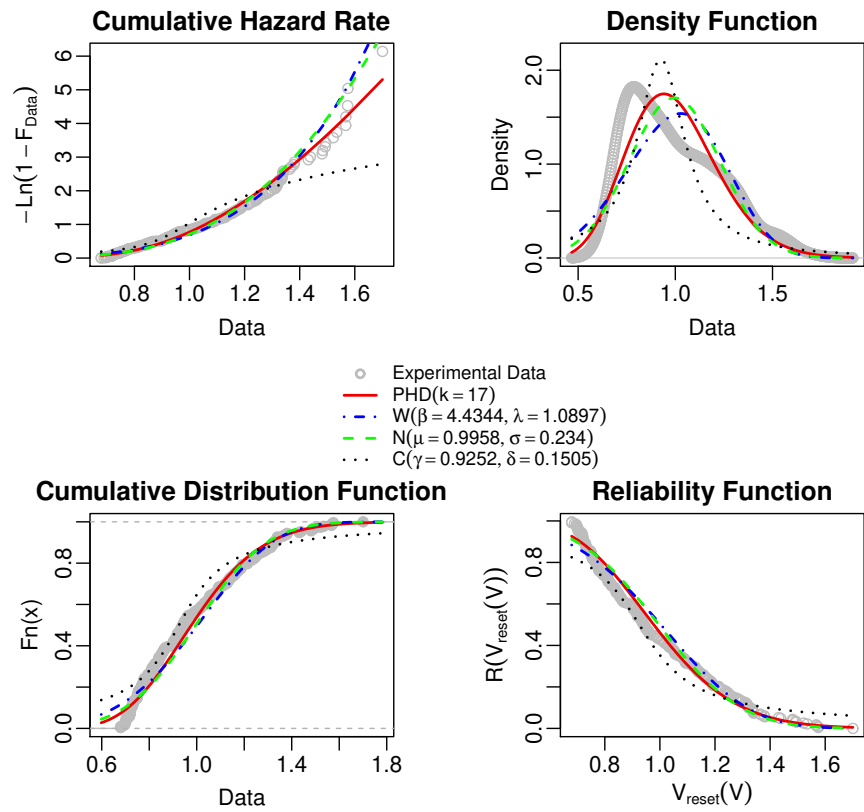 Cumulative Hazard Rate
−Ln(1 − F_Data)
0 1 2 3 4 5 6
0.8 1.0 1.2 1.4 1.6
Data
Density Function
Density
0.0 1.0 2.0
0.5 1.0 1.5
Data
Experimental Data
PHD(k = 17)
W(β = 4.4344, λ = 1.0897)
N(μ = 0.9958, σ = 0.234)
C(γ = 0.9252, δ = 0.1505)
Cumulative Distribution Function
Fn(x)
0.0 0.4 0.8
0.6 1.0 1.4 1.8
Data
Reliability Function
R(V_reset(V))
0.0 0.4 0.8
0.8 1.0 1.2 1.4 1.6
V_reset(V)